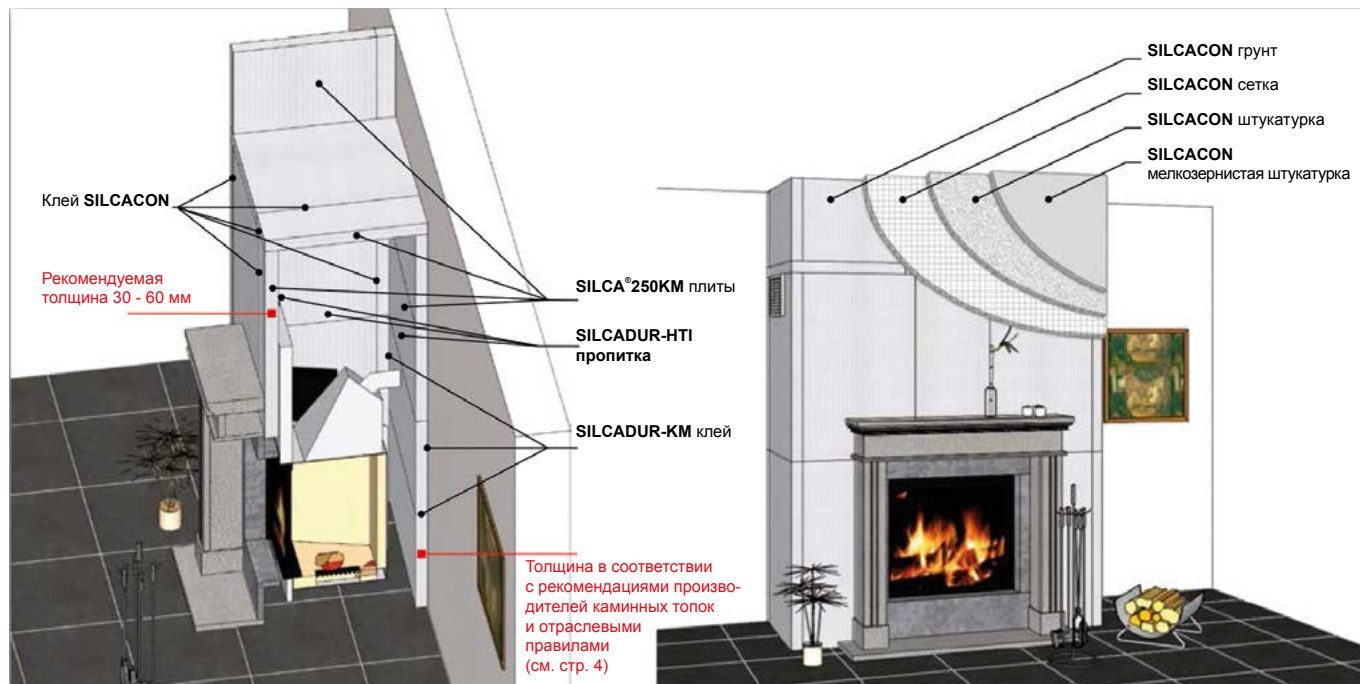 Клей SILCACON
Рекомендуемая
толщина 30 - 60 мм
SILCA®250KM плиты
SILCADUR-HTI
пропитка
SILCADUR-KM клей
Толщина в соответствии
с рекомендациями произво-
дителей каминных топок
и отраслевыми
правилами
(см. стр. 4)
SILCACON грунт
SILCACON сетка
SILCACON штукатурка
SILCACON
мелкозернистая штукатурка